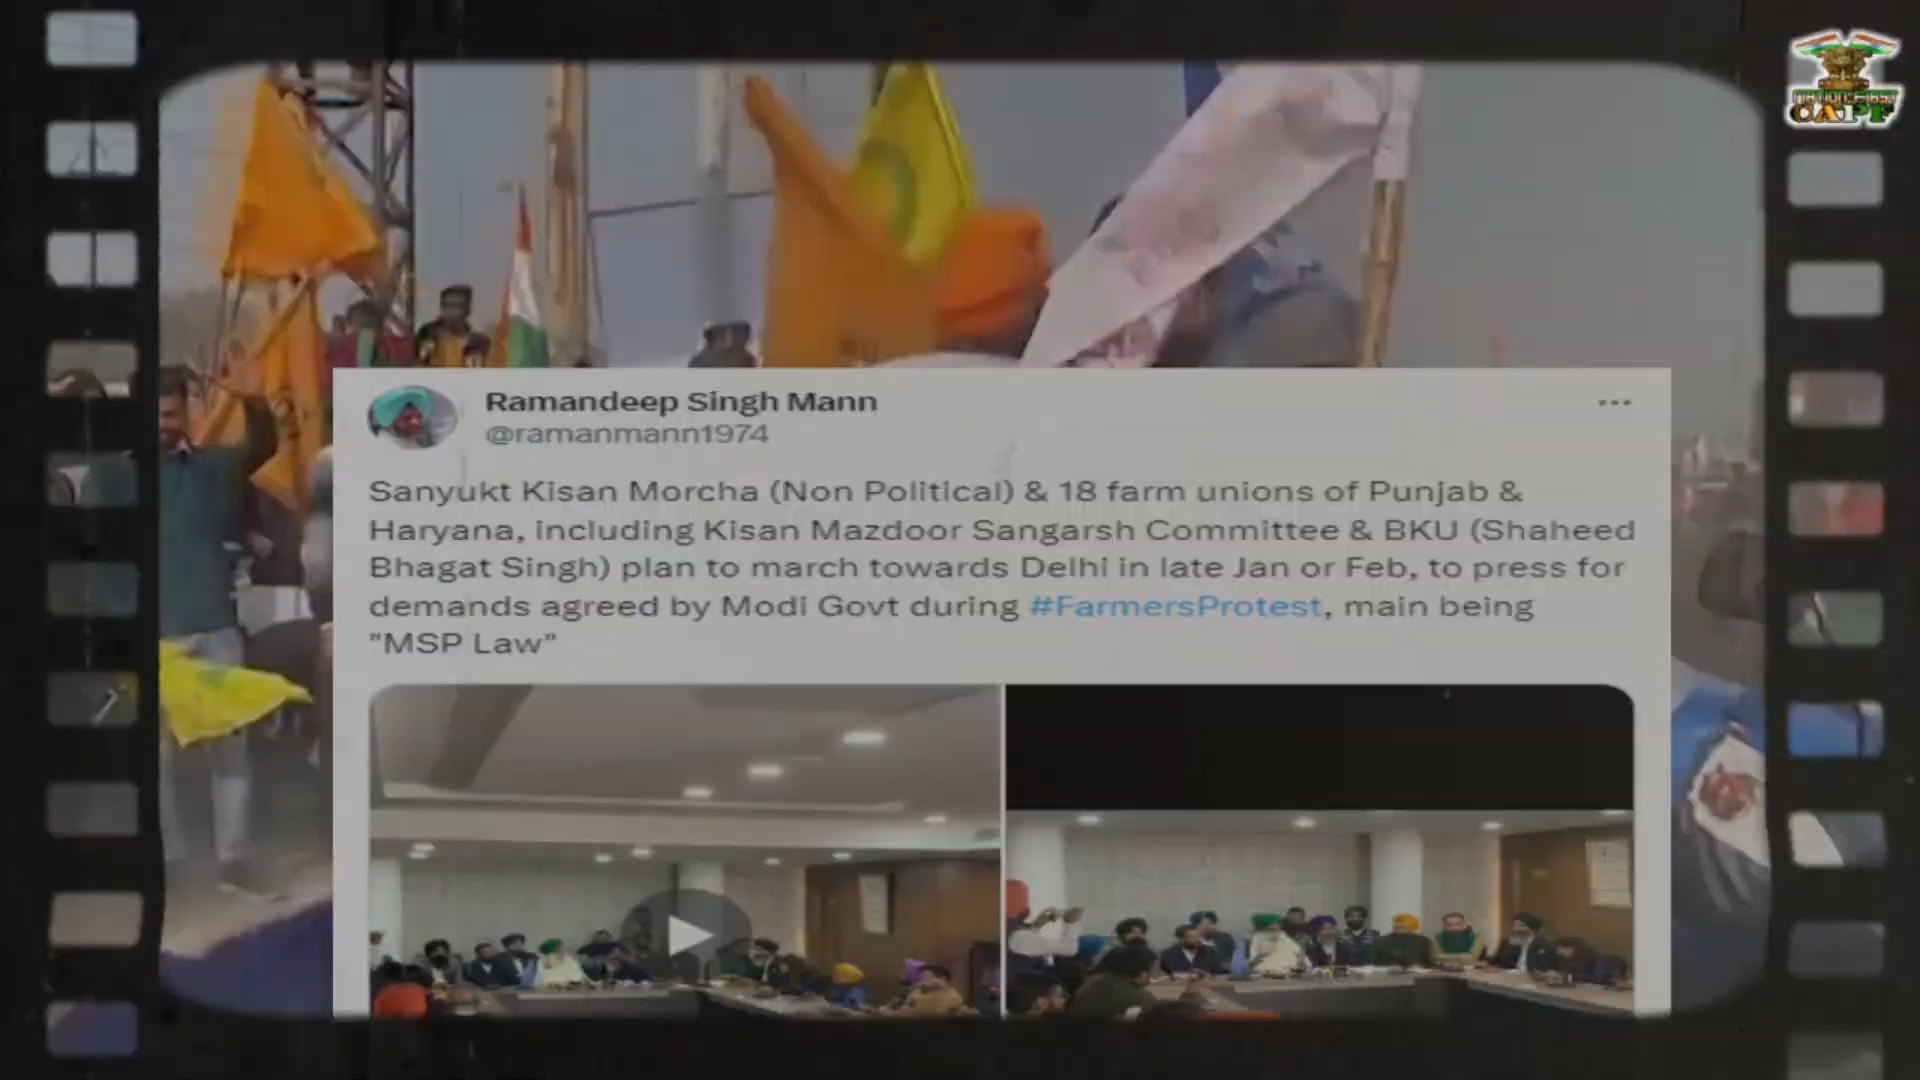 NATION FIRST
CAPF
Ramandeep Singh Mann
@ramanmann1974
Sanyukt Kisan Morcha (Non Political) & 18 farm unions of Punjab &
Haryana, including Kisan Mazdoor Sangarsh Committee & BKU (Shaheed
Bhagat Singh) plan to march towards Delhi in late Jan or Feb, to press for
demands agreed by Modi Govt during #FarmersProtest, main being
"MSP Law"